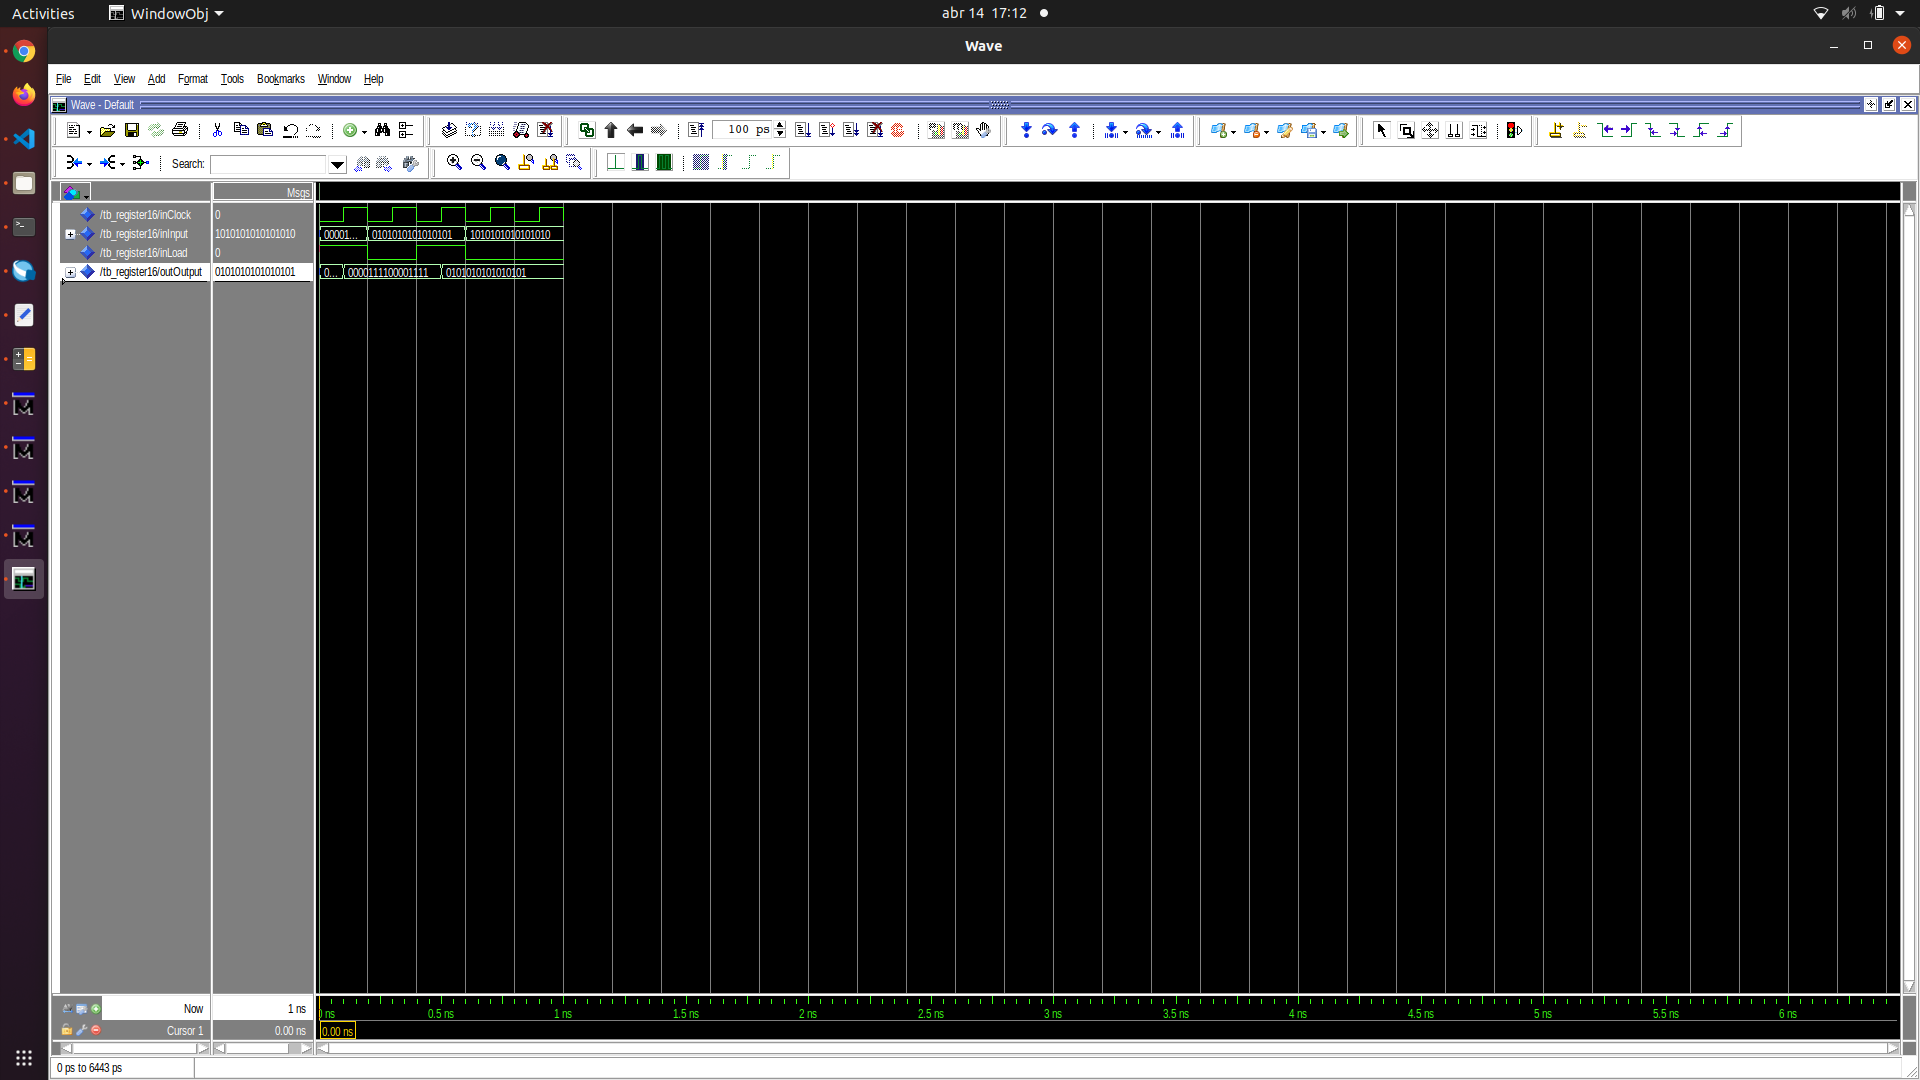 Activities WindowObj abr 14 17:12
Wave
File Edit View Add Format Tools Bookmarks Window Help
Wave - Default
100 ps
Search:
Msgs
/tb_register16/inClock 0
/tb_register16/inInput 1010101010101010 00001... 0101010101010101 1010101010101010
/tb_register16/inLoad 0
/tb_register16/outOutput 0101010101010101 0... 0000111100001111 0101010101010101
Now 1 ns
ns 0.5 ns 1 ns 1.5 ns 2 ns 2.5 ns 3 ns 3.5 ns 4 ns 4.5 ns 5 ns 5.5 ns 6 ns
Cursor 1 0.00 ns 0.00 ns
0 ps to 6443 ps